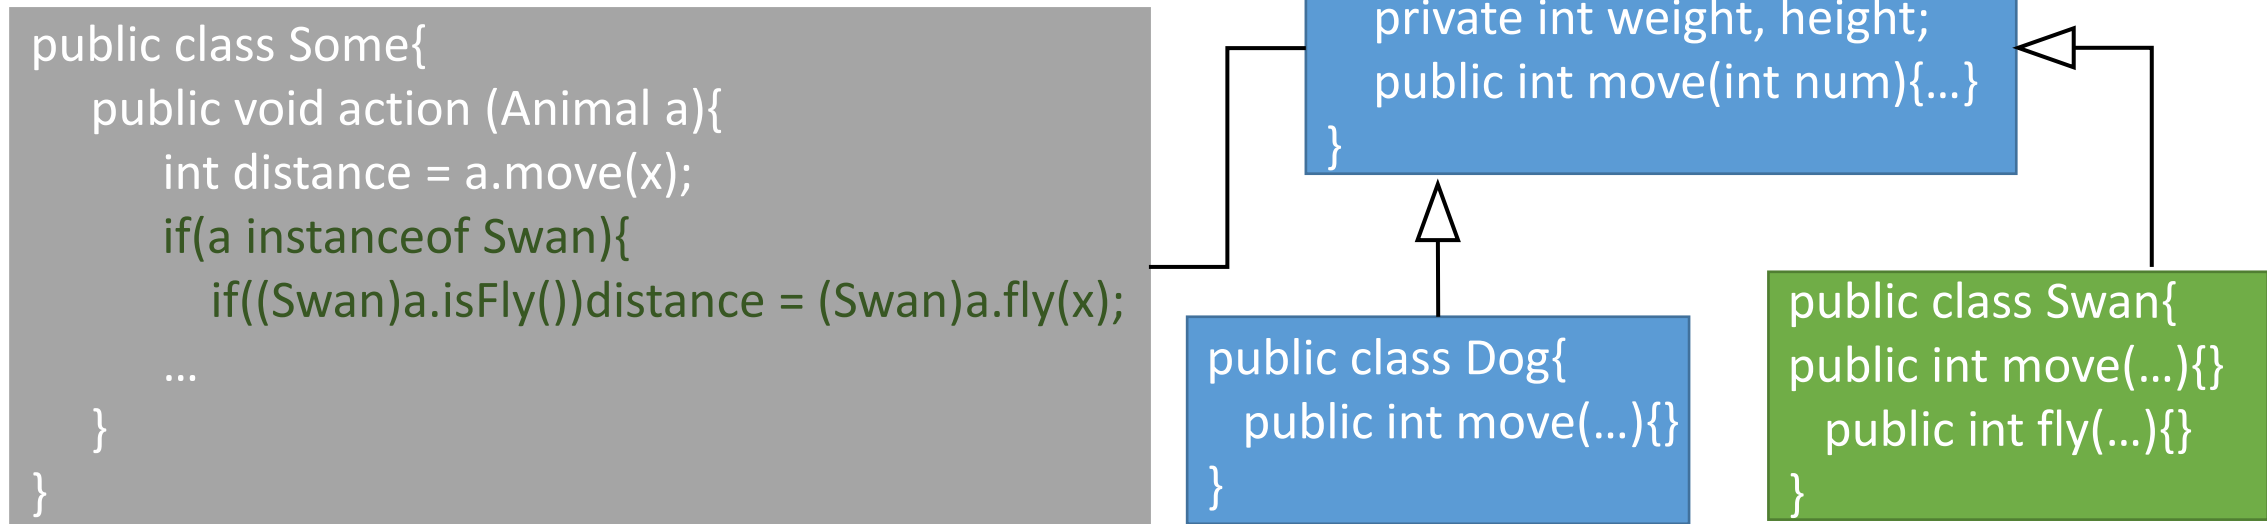 public class Some{
public void action (Animal a){
int distance = a.move(x);
if(a instanceof Swan){
if((Swan)a.isFly())distance = (Swan)a.fly(x);
...
}
}
private int weight, height;
public int move(int num){...}
}
public class Dog{
public int move(...){}
}
public class Swan{
public int move(...){}
public int fly(...){}
}